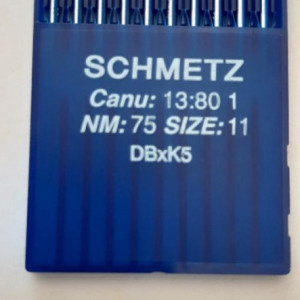 SCHMETZ
Canu: 13:80 1
NM: 75 SIZE: 11
DBxK5